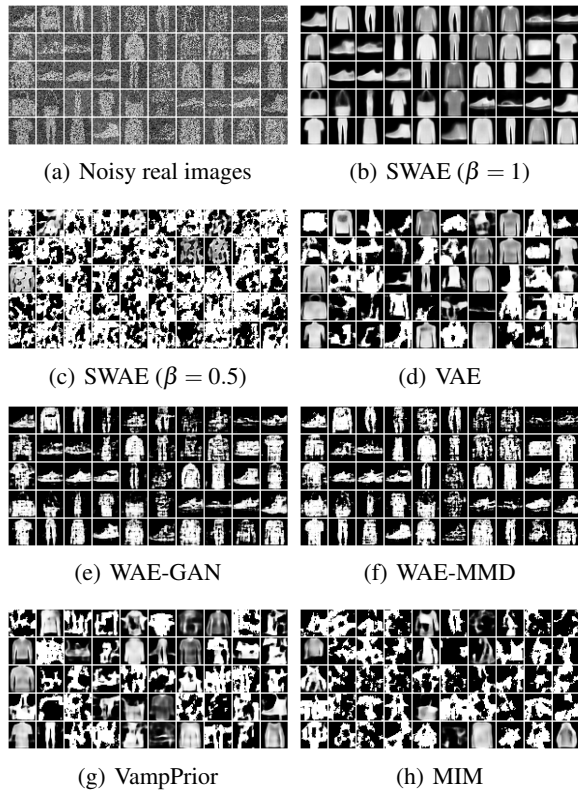 (a) Noisy real images
(b) SWAE (β = 1)
(c) SWAE (β = 0.5)
(d) VAE
(e) WAE-GAN
(f) WAE-MMD
(g) VampPrior
(h) MIM